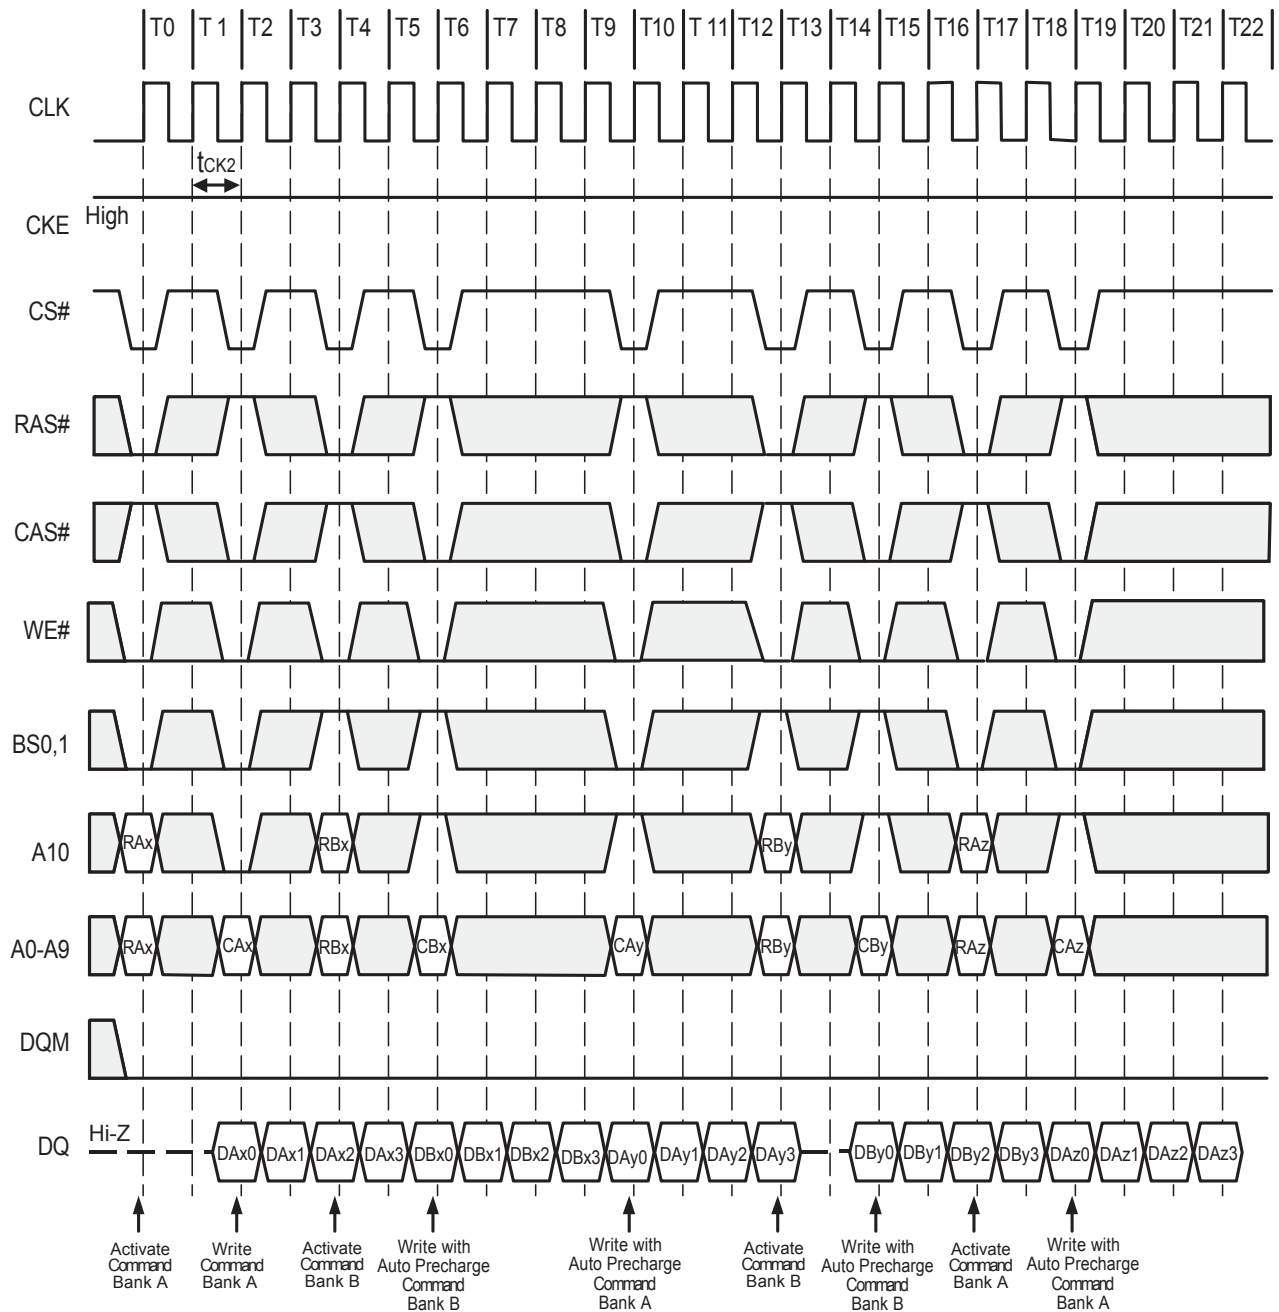 T0 T 1 T2 T3 T4 T5 T6 T7 T8 T9 T10 T 11 T12 T13 T14 T15 T16 T17 T18 T19 T20 T21 T22
CLK
tCK2
CKE High
CS#
RAS#
CAS#
WE#
BS0,1
A10 RAx RBx RBy RAz
A0-A9 RAx CAx RBx CBx CAy RBy CBy RAz CAz
DQM
DQ Hi-Z DAx0 DAx1 DAx2 DAx3 DBx0 DBx1 DBx2 DBx3 DAy0 DAy1 DAy2 DAy3 DBy0 DBy1 DBy2 DBy3 DAz0 DAz1 DAz2 DAz3
Activate
Command
Bank A
Write
Command
Bank A
Activate
Command
Bank B
Write with
Auto Precharge
Command
Bank B
Write with
Auto Precharge
Command
Bank A
Activate
Command
Bank B
Write with
Auto Precharge
Command
Bank B
Activate
Command
Bank A
Write with
Auto Precharge
Command
Bank A